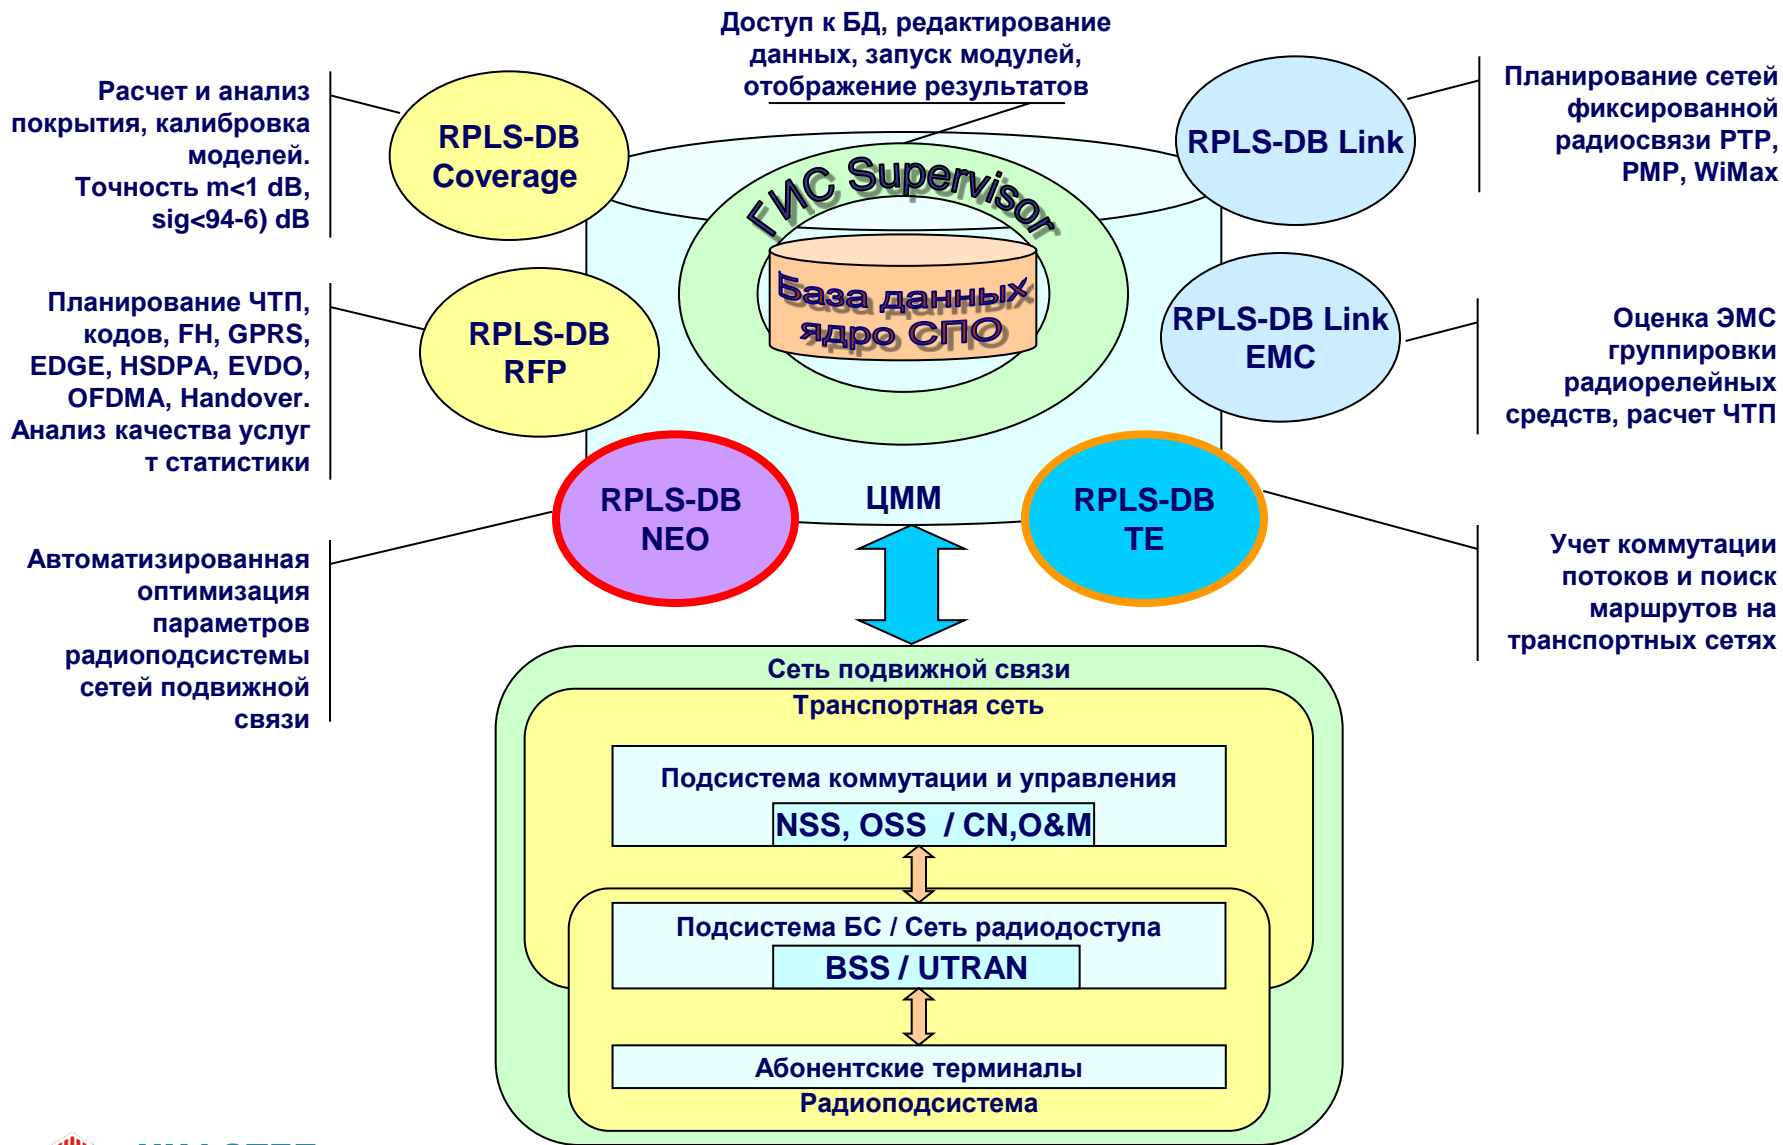 Доступ к БД, редактирование
данных, запуск модулей,
отображение результатов
Расчет и анализ
покрытия, калибровка
моделей.
Точность m<1 dB,
sig<94-6) dB
RPLS-DB
Coverage
RPLS-DB Link
Планирование сетей
фиксированной
радиосвязи PTP,
PMP, WiMax
ГИС Supervisor
База данных
ядро СПО
Планирование ЧТП,
кодов, FH, GPRS,
EDGE, HSDPA, EVDO,
OFDMA, Handover.
Анализ качества услуг
т статистики
RPLS-DB
RFP
RPLS-DB Link
EMC
Оценка ЭМС
группировки
радиорелейных
средств, расчет ЧТП
RPLS-DB
NEO
ЦММ
RPLS-DB
TE
Автоматизированная
оптимизация
параметров
радиоподсистемы
сетей подвижной
связи
Учет коммутации
потоков и поиск
маршрутов на
транспортных сетях
Сеть подвижной связи
Транспортная сеть
Подсистема коммутации и управления
NSS, OSS / CN,O&M
Подсистема БС / Сеть радиодоступа
BSS / UTRAN
Абонентские терминалы
Радиоподсистема